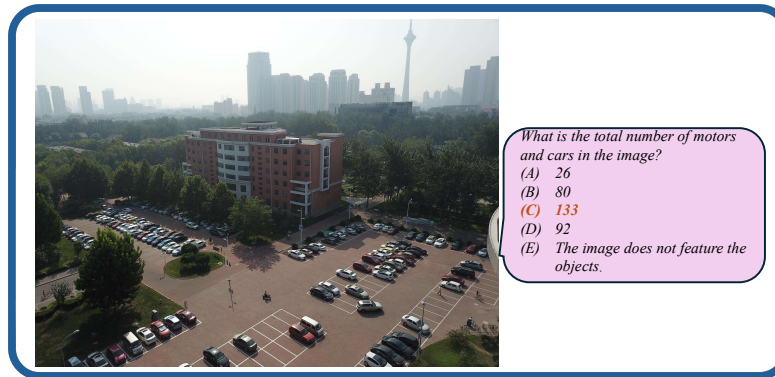 What is the total number of motors
and cars in the image?
(A) 26
(B) 80
(C) 133
(D) 92
(E) The image does not feature the
objects.